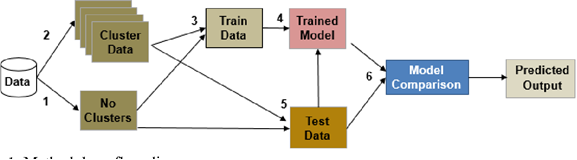 2
3
4
Cluster
Data
Train
Data
Trained
Model
Data
1
No
Clusters
5
Test
Data
6
Model
Comparison
Predicted
Output